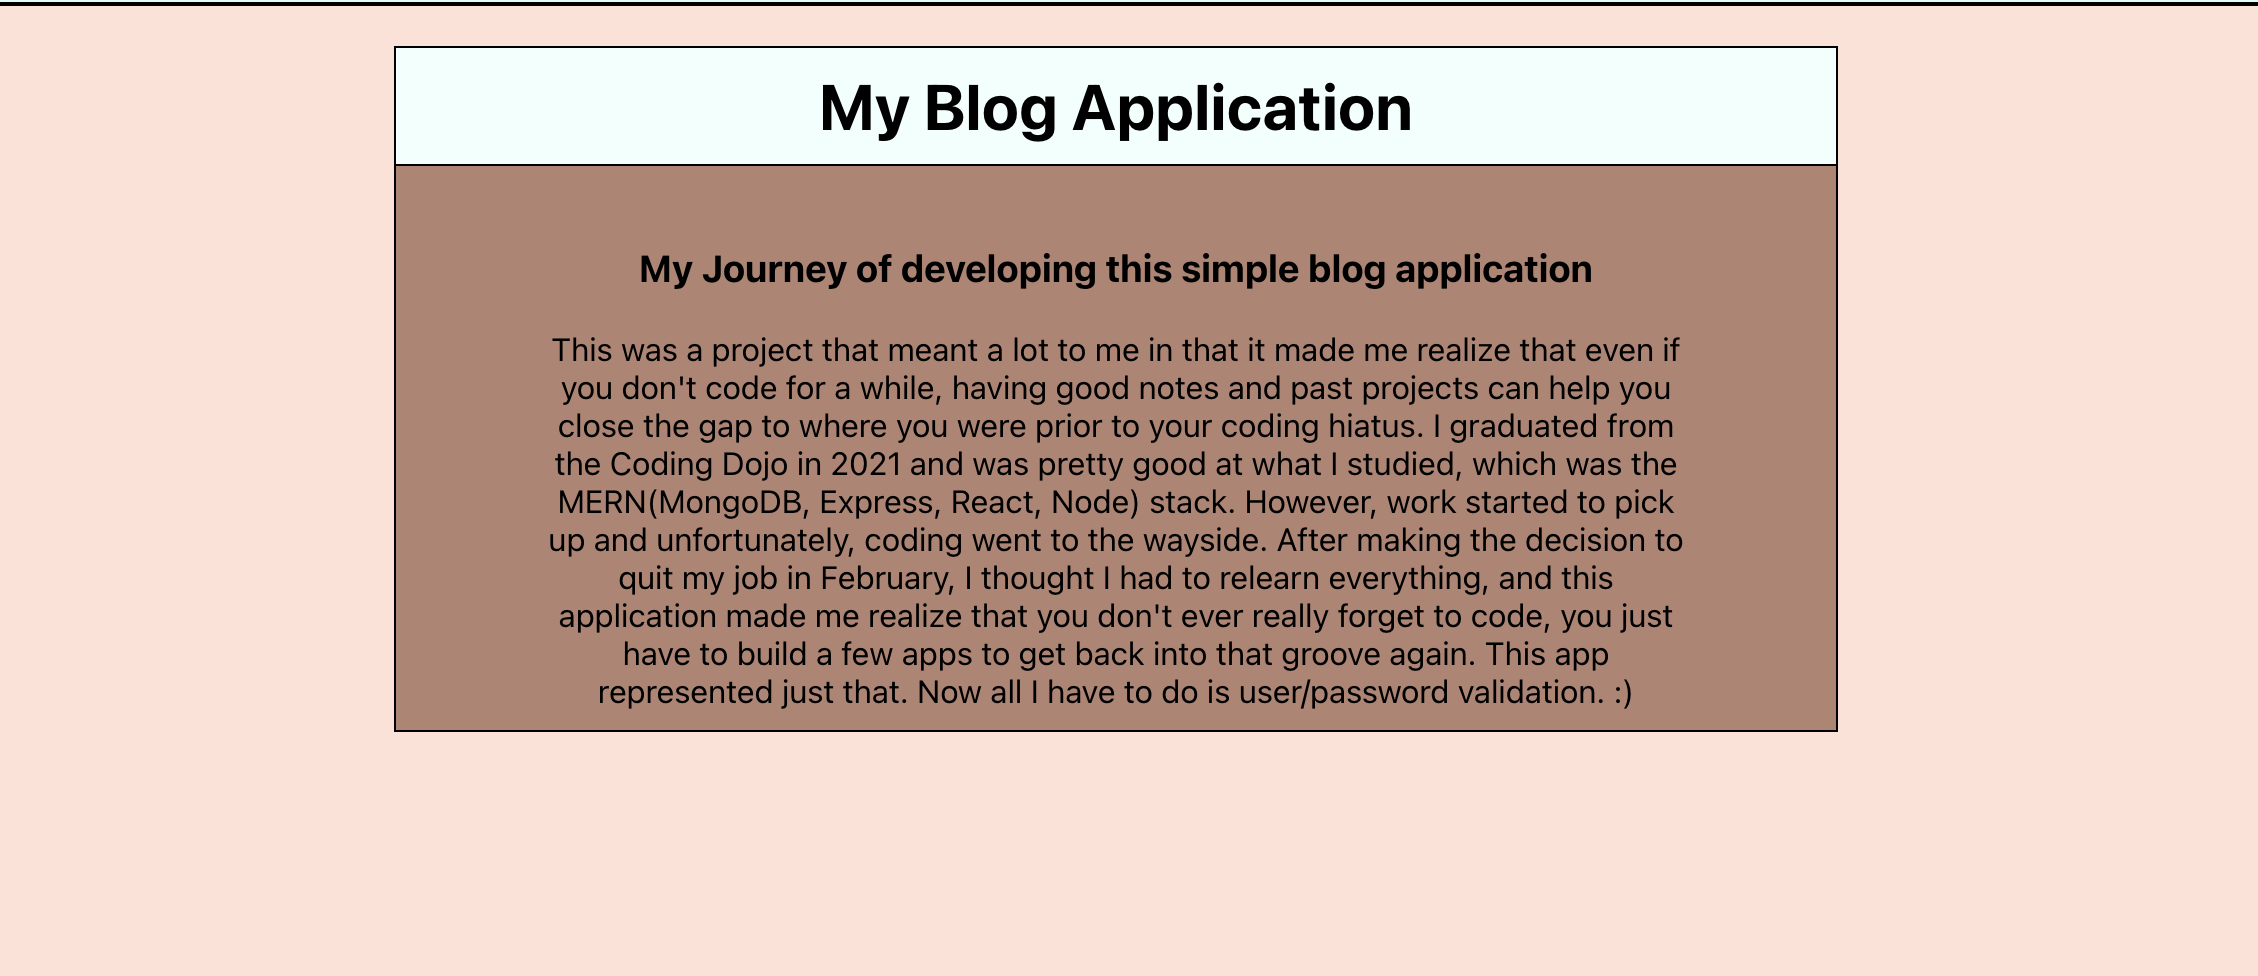 My Blog Application
My Journey of developing this simple blog application
This was a project that meant a lot to me in that it made me realize that even if
you don't code for a while, having good notes and past projects can help you
close the gap to where you were prior to your coding hiatus. I graduated from
the Coding Dojo in 2021 and was pretty good at what I studied, which was the
MERN(MongoDB, Express, React, Node) stack. However, work started to pick
up and unfortunately, coding went to the wayside. After making the decision to
quit my job in February, I thought I had to relearn everything, and this
application made me realize that you don't ever really forget to code, you just
have to build a few apps to get back into that groove again. This app
represented just that. Now all I have to do is user/password validation. :)